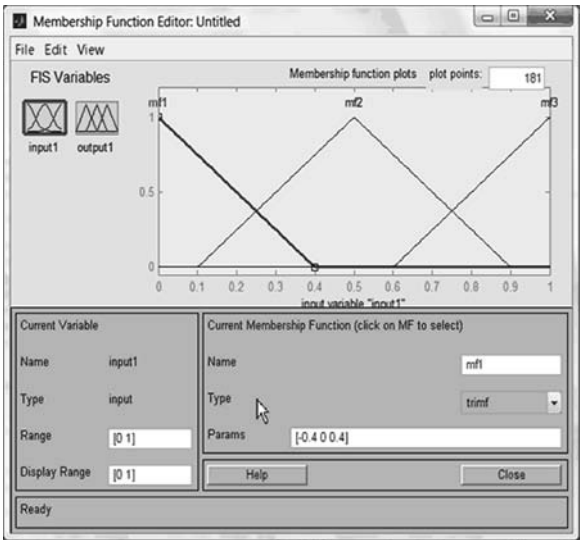 Membership Function Editor: Untitled
File Edit View
FIS Variables
Membership function plots plot points: 181
mf1 mf2 mf3
input1 output1
1
0.5
0
0 0.1 0.2 0.3 0.4 0.5 0.6 0.7 0.8 0.9 1
input variable "input1"
Current Variable
Name input1
Type input
Range [0 1]
Display Range [0 1]
Current Membership Function (click on MF to select)
Name mf1
Type trimf
Params [-0.4 0 0.4]
Help Close
Ready